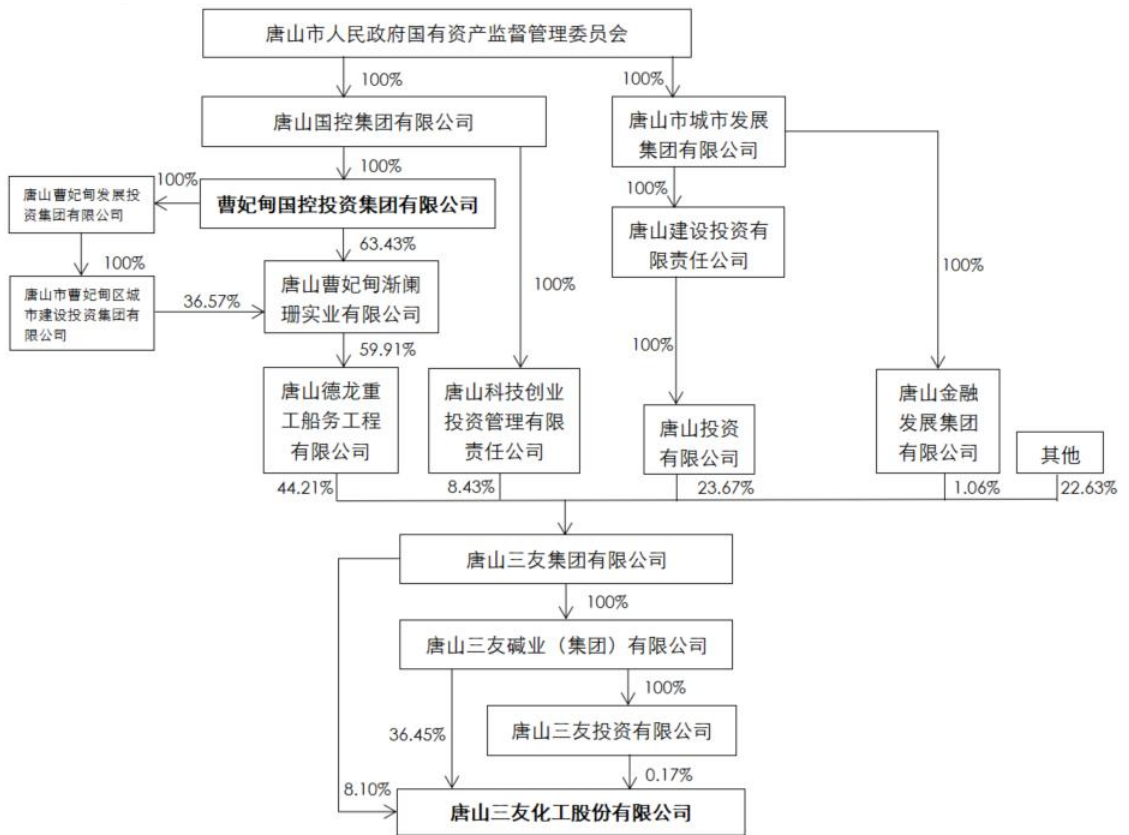 唐山市人民政府国有资产监督管理委员会
100%
100%
唐山国控集团有限公司
唐山市城市发展
集团有限公司
100%
100%
100%
唐山曹妃甸发展投
资集团有限公司
曹妃甸国控投资集团有限公司
唐山建设投资有
限责任公司
63.43%
100%
100%
100%
唐山市曹妃甸区城
市建设投资集团有
限公司
36.57%
唐山曹妃甸渐阑
珊实业有限公司
59.91%
100%
唐山德龙重
工船务工程
有限公司
唐山科技创业
投资管理有限
责任公司
唐山投资
有限公司
唐山金融
发展集团
有限公司
其他
44.21%
8.43%
23.67%
1.06%
22.63%
唐山三友集团有限公司
100%
唐山三友碱业（集团）有限公司
100%
36.45%
唐山三友投资有限公司
8.10%
0.17%
唐山三友化工股份有限公司